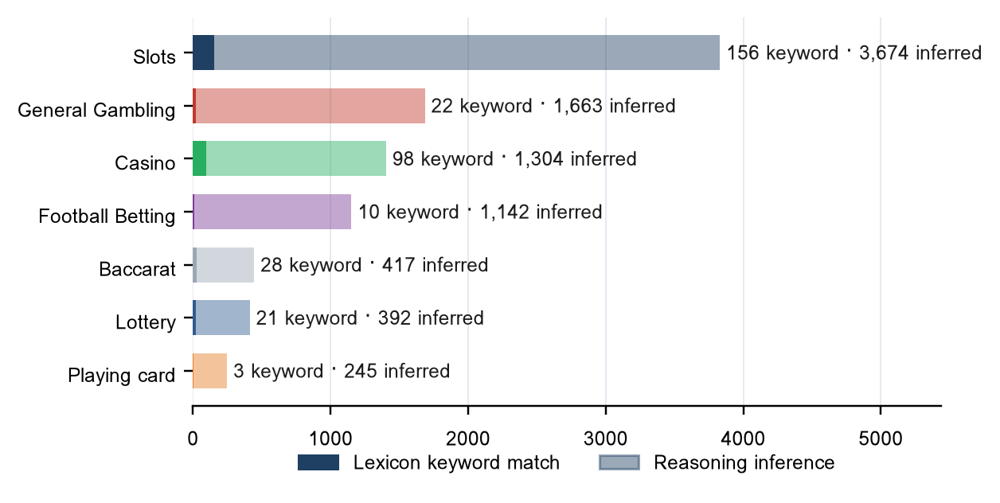 Slots 156 keyword · 3,674 inferred
General Gambling 22 keyword · 1,663 inferred
Casino 98 keyword · 1,304 inferred
Football Betting 10 keyword · 1,142 inferred
Baccarat 28 keyword · 417 inferred
Lottery 21 keyword · 392 inferred
Playing card 3 keyword · 245 inferred
0 1000 2000 3000 4000 5000
Lexicon keyword match Reasoning inference